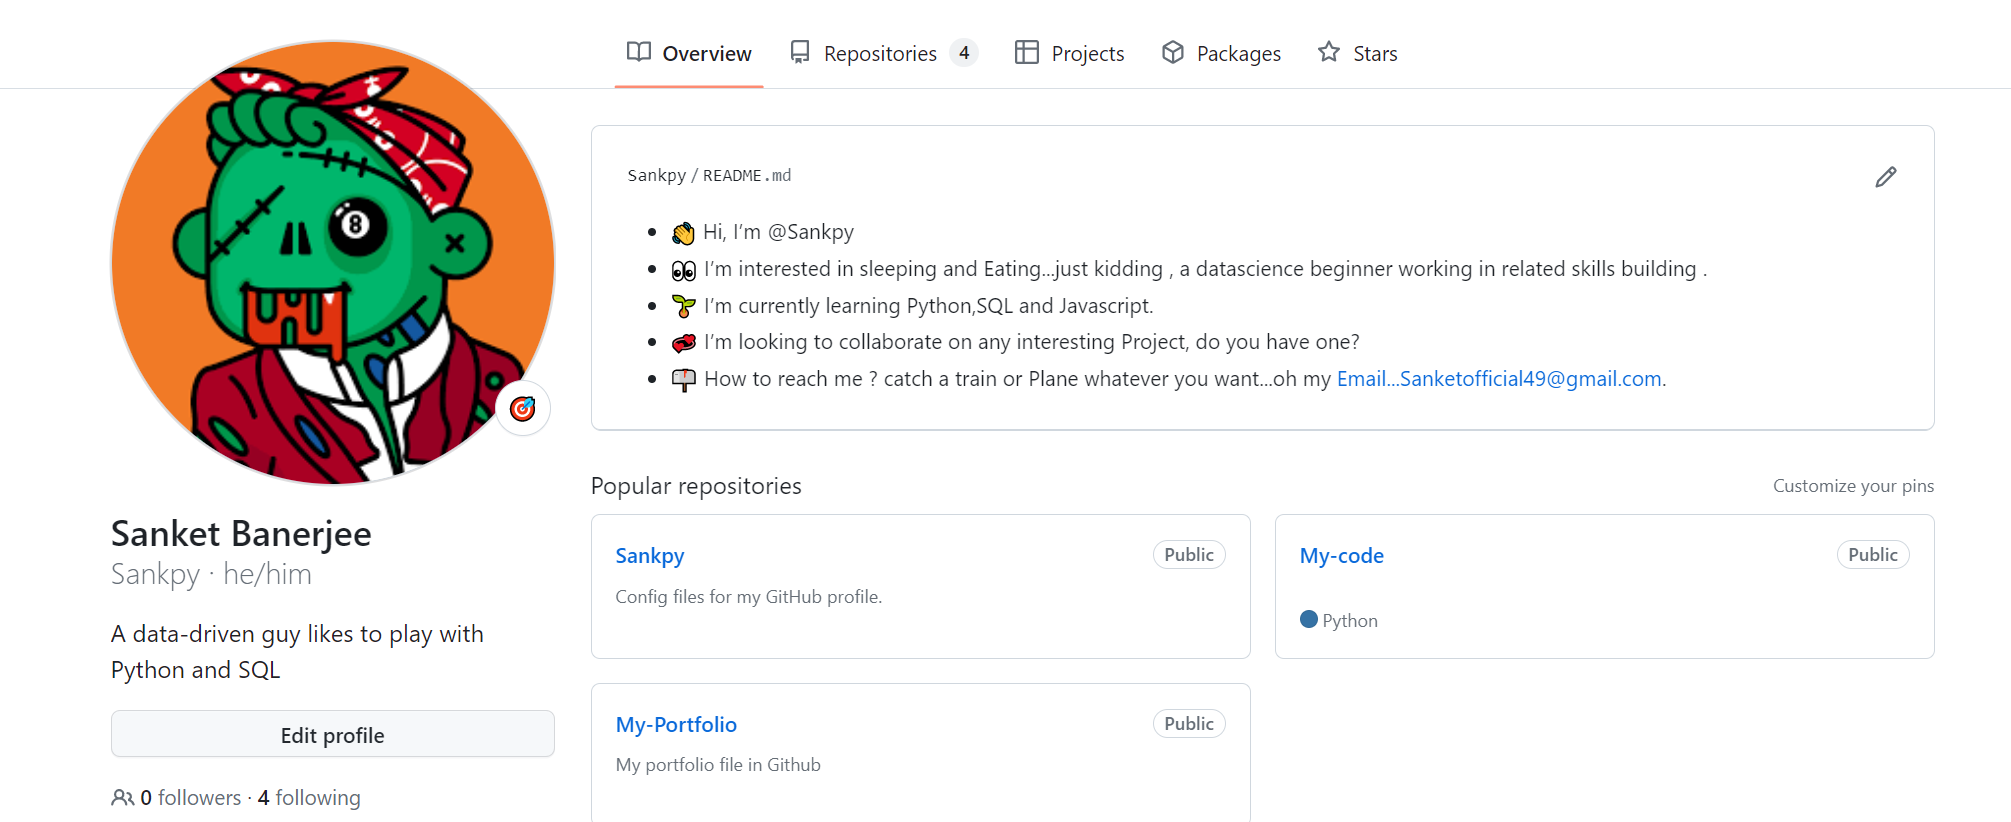 Overview Repositories 4 Projects Packages Stars
8
Sankpy / README.md
👋 Hi, I’m @Sankpy
👀 I’m interested in sleeping and Eating...just kidding , a datascience beginner working in related skills building .
🌱 I’m currently learning Python,SQL and Javascript.
💞️ I’m looking to collaborate on any interesting Project, do you have one?
📫 How to reach me ? catch a train or Plane whatever you want...oh my Email...Sanketofficial49@gmail.com.
Sanket Banerjee
Sankpy · he/him
A data-driven guy likes to play with
Python and SQL
Edit profile
0 followers · 4 following
Popular repositories
Customize your pins
Sankpy Public
Config files for my GitHub profile.
My-code Public
Python
My-Portfolio Public
My portfolio file in Github